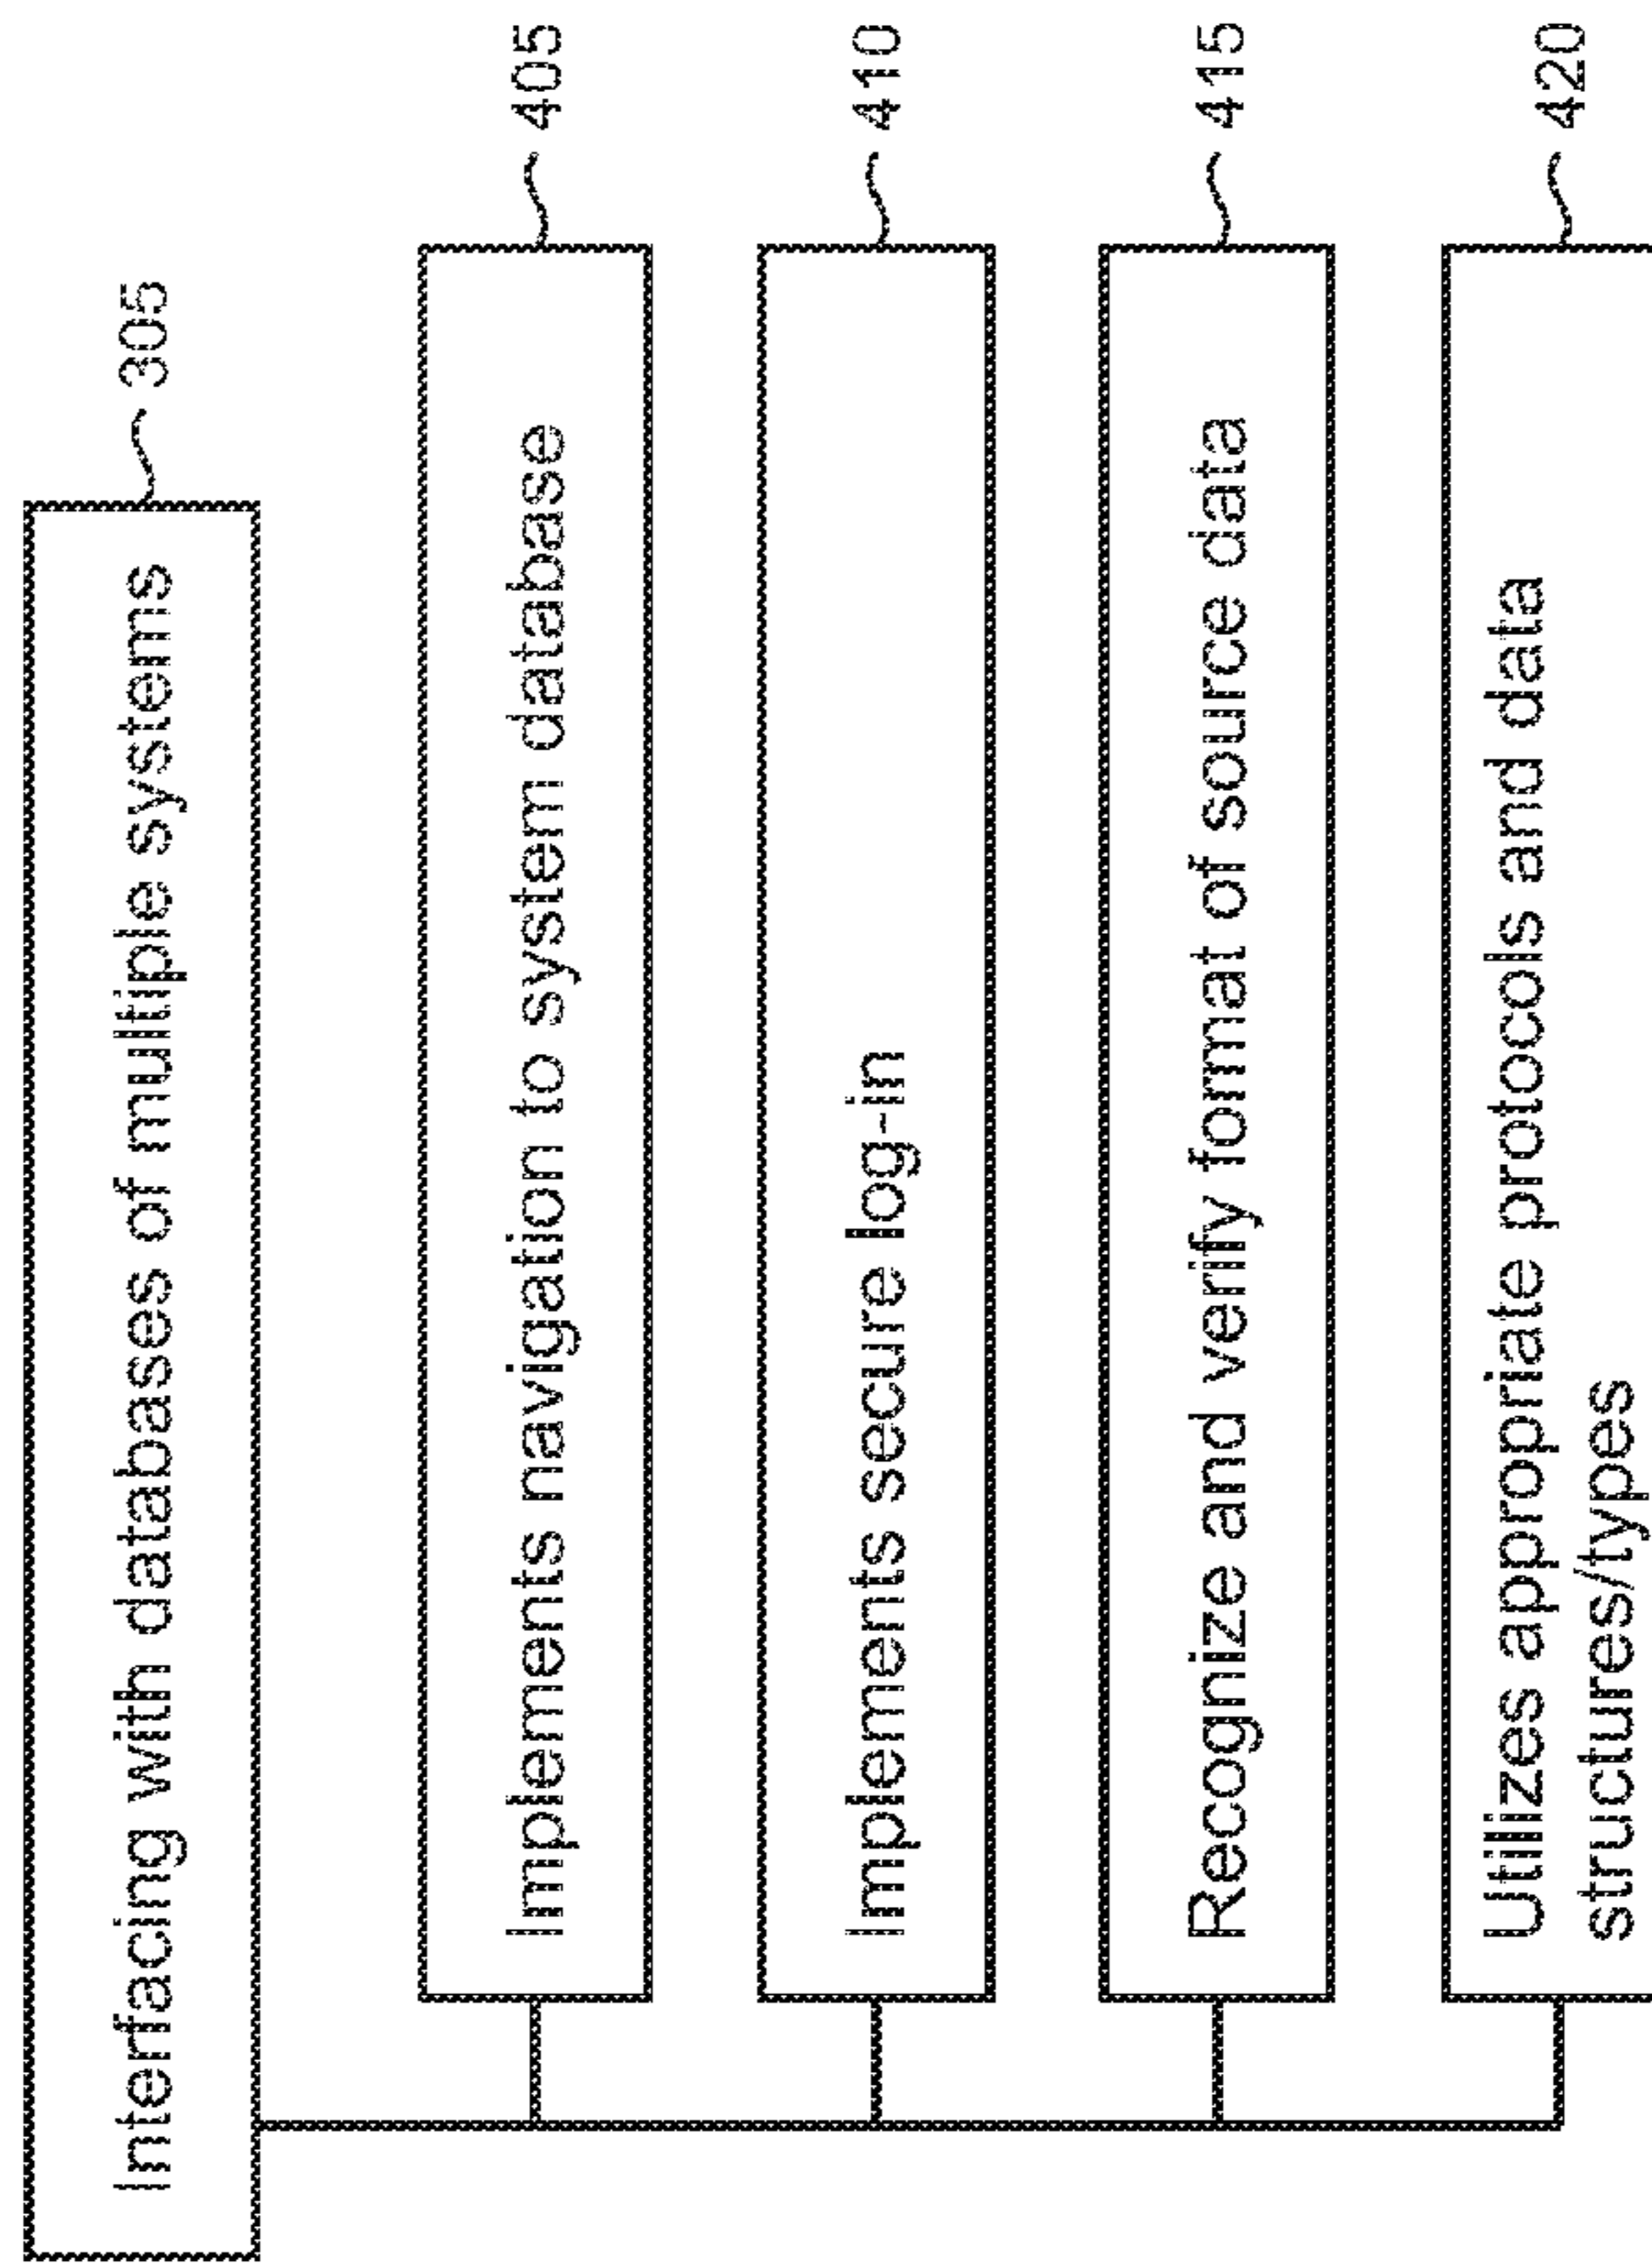 Interfacing with databases of multiple systems
305
Implements navigation to system database
405
Implements secure log-in
410
Recognize and verify format of source data
415
Utilizes appropriate protocols and data
structures/types
420